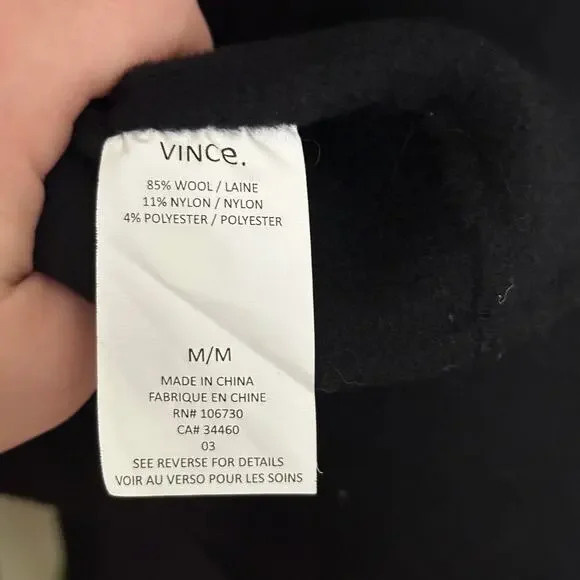 VINCe.
85% WOOL / LAINE
11% NYLON / NYLON
4% POLYESTER / POLYESTER
M/M
MADE IN CHINA
FABRIQUE EN CHINE
RN# 106730
CA# 34460
03
SEE REVERSE FOR DETAILS
VOIR AU VERSO POUR LES SOINS